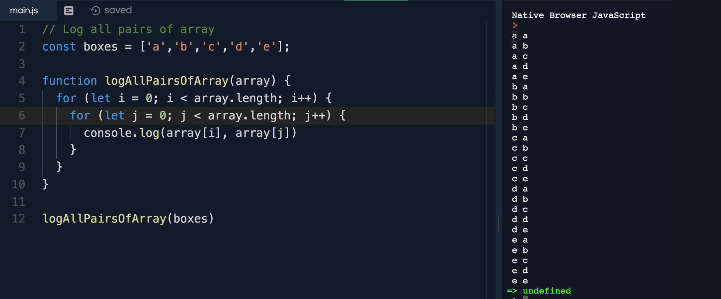 main.js saved
1 // Log all pairs of array
2 const boxes = ['a','b','c','d','e'];
3
4 function logAllPairsOfArray(array) {
5 for (let i = 0; i < array.length; i++) {
6 for (let j = 0; j < array.length; j++) {
7 console.log(array[i], array[j])
8 }
9 }
10 }
11
12 logAllPairsOfArray(boxes)
Native Browser JavaScript
a a
a b
a c
a d
a e
b a
b b
b c
b d
b e
c a
c b
c c
c d
c e
d a
d b
d c
d d
d e
e a
e b
e c
e d
e e
=> undefined